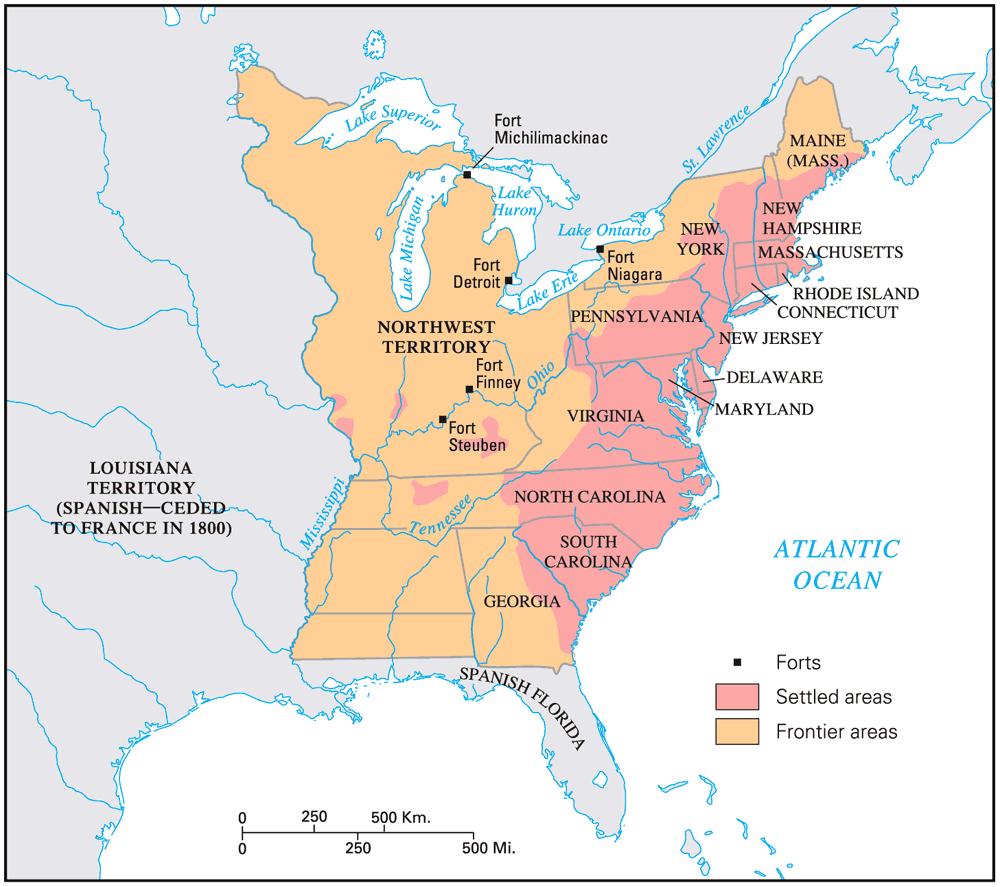 Fort
Michilimackinac
Lake Superior
St. Lawrence
MAINE
(MASS.)
Lake
Huron
Lake Michigan
NEW
HAMPSHIRE
Lake Ontario
NEW
YORK
MASSACHUSETTS
Fort
Detroit
Fort
Niagara
Lake Erie
RHODE ISLAND
CONNECTICUT
PENNSYLVANIA
NORTHWEST
TERRITORY
NEW JERSEY
Fort
Finney
Ohio
DELAWARE
MARYLAND
VIRGINIA
Fort
Steuben
LOUISIANA
TERRITORY
(SPANISH—CEDED
TO FRANCE IN 1800)
Mississippi
Tennessee
NORTH CAROLINA
SOUTH
CAROLINA
ATLANTIC
OCEAN
GEORGIA
SPANISH FLORIDA
Forts
Settled areas
Frontier areas
0 250 500 Km.
0 250 500 Mi.